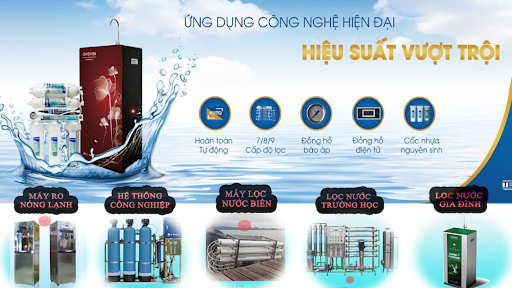 ỨNG DỤNG CÔNG NGHỆ HIỆN ĐẠI
HIỆU SUẤT VƯỢT TRỘI
AUTO
Hoàn toàn
Tự động
7/8/9
Cấp độ lọc
Đồng hồ
báo áp
Đồng hồ
điện tử
Cốc nhựa
nguyên sinh
MÁY RO
NÓNG LẠNH
HỆ THỐNG
CÔNG NGHIỆP
MÁY LỌC
NƯỚC BIỂN
LỌC NƯỚC
TRƯỜNG HỌC
LỌC NƯỚC
GIA ĐÌNH